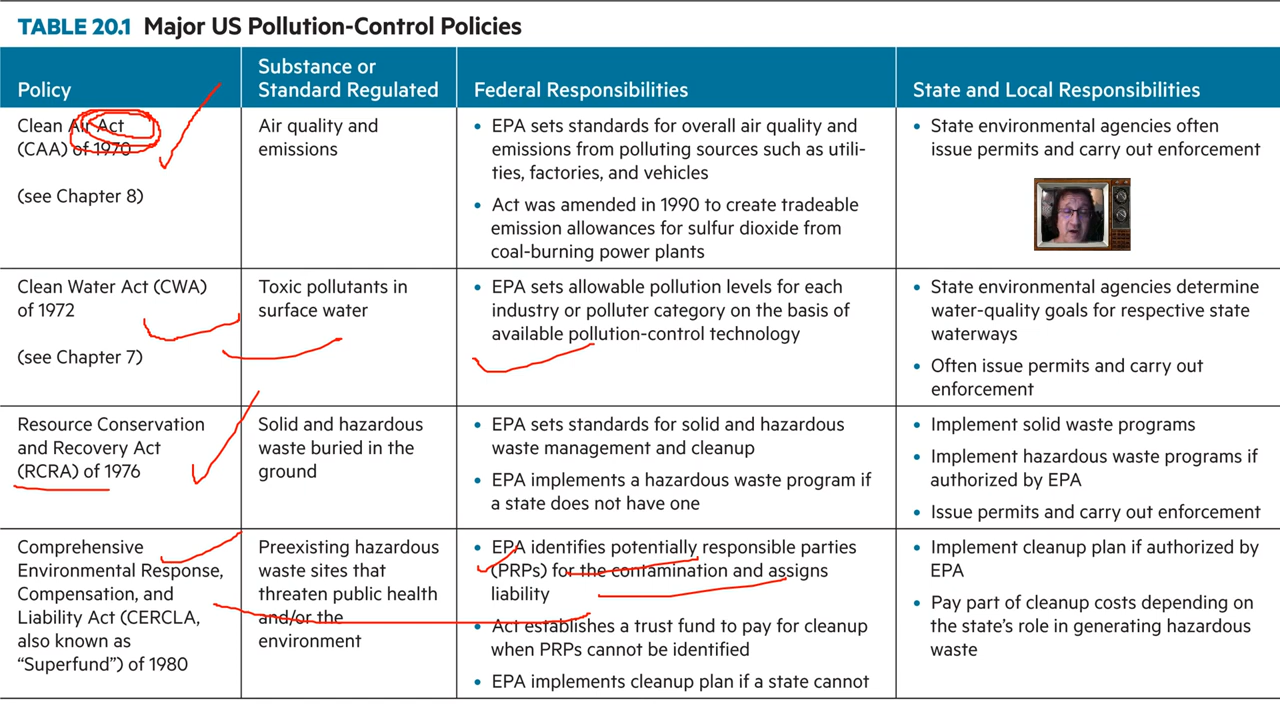 TABLE 20.1 Major US Pollution-Control Policies
Policy
Substance or
Standard Regulated
Federal Responsibilities
State and Local Responsibilities
Clean Air Act
(CAA) of 1970
(see Chapter 8)
Air quality and
emissions
• EPA sets standards for overall air quality and
emissions from polluting sources such as utili-
ties, factories, and vehicles
• Act was amended in 1990 to create tradeable
emission allowances for sulfur dioxide from
coal-burning power plants
• State environmental agencies often
issue permits and carry out enforcement
Clean Water Act (CWA)
of 1972
(see Chapter 7)
Toxic pollutants in
surface water
• EPA sets allowable pollution levels for each
industry or polluter category on the basis of
available pollution-control technology
• State environmental agencies determine
water-quality goals for respective state
waterways
• Often issue permits and carry out
enforcement
Resource Conservation
and Recovery Act
(RCRA) of 1976
Solid and hazardous
waste buried in the
ground
• EPA sets standards for solid and hazardous
waste management and cleanup
• EPA implements a hazardous waste program if
a state does not have one
• Implement solid waste programs
• Implement hazardous waste programs if
authorized by EPA
• Issue permits and carry out enforcement
Comprehensive
Environmental Response,
Compensation, and
Liability Act (CERCLA,
also known as
“Superfund”) of 1980
Preexisting hazardous
waste sites that
threaten public health
and/or the
environment
• EPA identifies potentially responsible parties
(PRPs) for the contamination and assigns
liability
• Act establishes a trust fund to pay for cleanup
when PRPs cannot be identified
• EPA implements cleanup plan if a state cannot
• Implement cleanup plan if authorized by
EPA
• Pay part of cleanup costs depending on
the state’s role in generating hazardous
waste